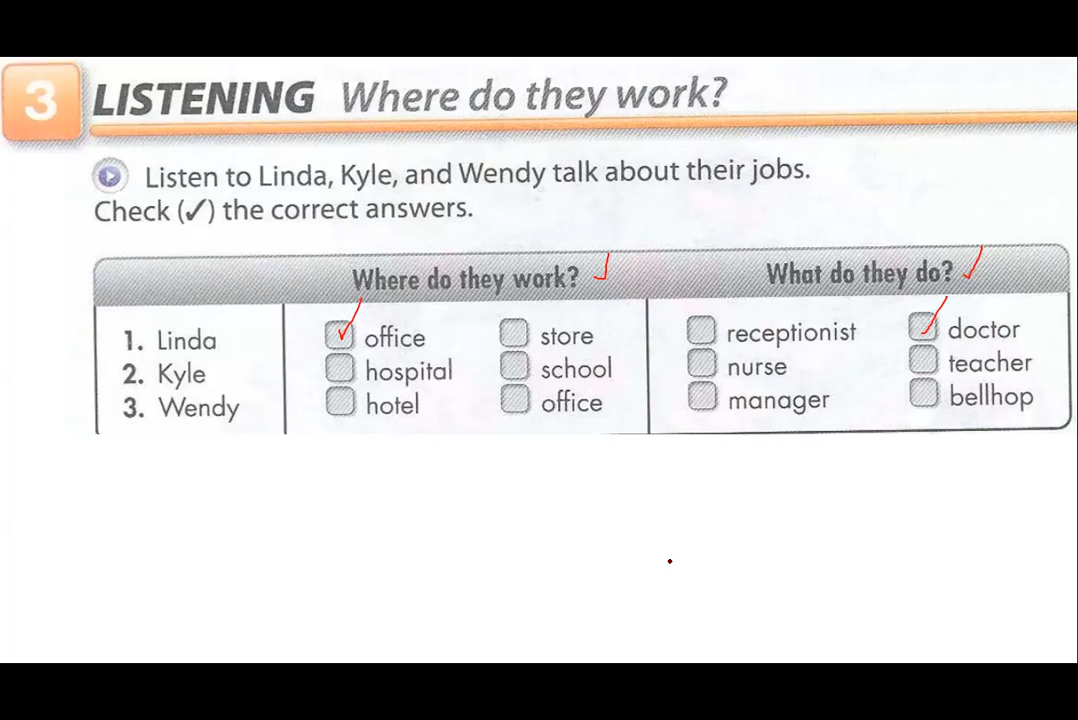 3 LISTENING Where do they work?
Listen to Linda, Kyle, and Wendy talk about their jobs.
Check (✓) the correct answers.
Where do they work? What do they do?
1. Linda office store receptionist doctor
2. Kyle hospital school nurse teacher
3. Wendy hotel office manager bellhop